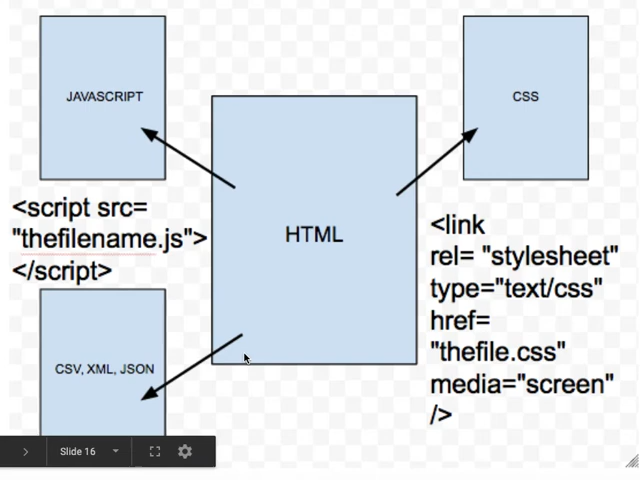 JAVASCRIPT
CSS
<script src=
"thefilename.js">
</script>
HTML
<link
rel= "stylesheet"
type="text/css"
href=
"thefile.css"
media="screen"
/>
CSV, XML, JSON
Slide 16